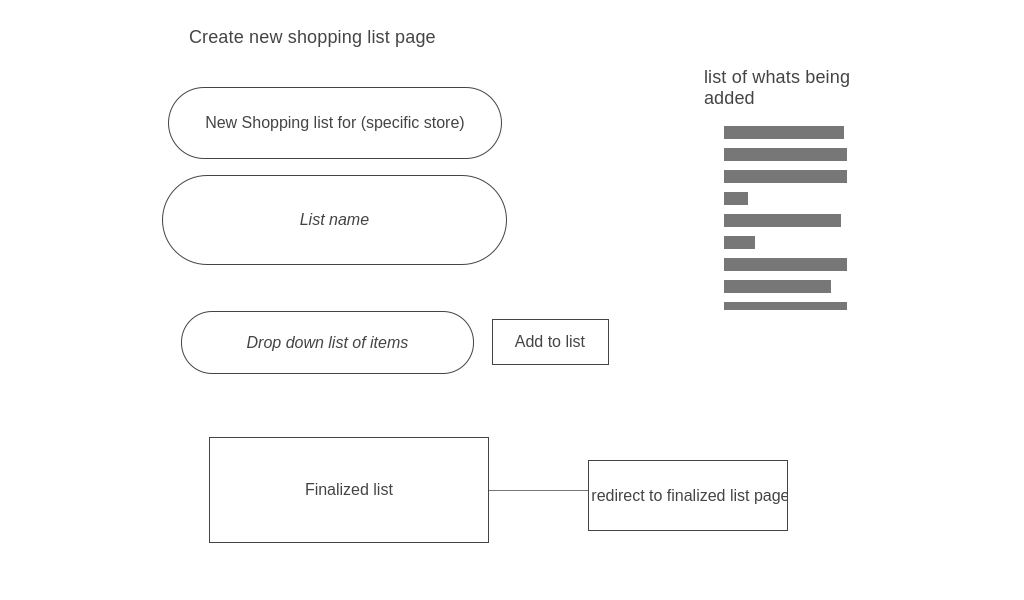 Create new shopping list page
list of whats being
added
New Shopping list for (specific store)
List name
Drop down list of items
Add to list
Finalized list
redirect to finalized list page